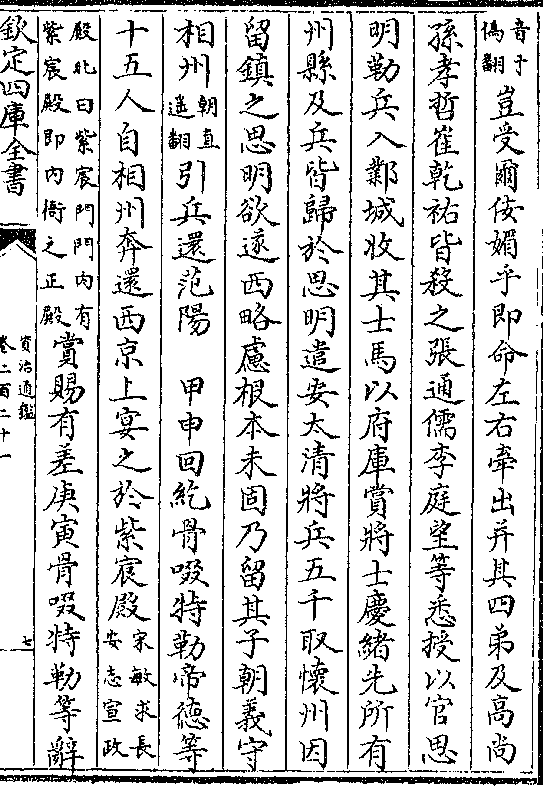 音于
偽翻
豈受爾佞媚乎即命左右牽出并其四弟及高尚
孫孝哲崔乾祐皆殺之張通儒李庭望等悉授以官思
明勒兵入鄴城收其士馬以府庫賞將士慶緒先所有
州縣及兵皆歸於思明遣安太清將兵五千取懷州因
留鎮之思明欲遂西略慮根本未固乃留其子朝義守
相州
朝直
遥翻
引兵還范陽　甲申回紇骨啜特勒帝德等
十五人自相州奔還西京上宴之於紫宸殿
宋敏求長
安志宣政
殿北曰紫宸門門内有
紫宸殿即内衙之正殿
賞賜有差庚寅骨啜特勒等辭
欽定四庫全書
資治通鑑
卷二百二十一
七